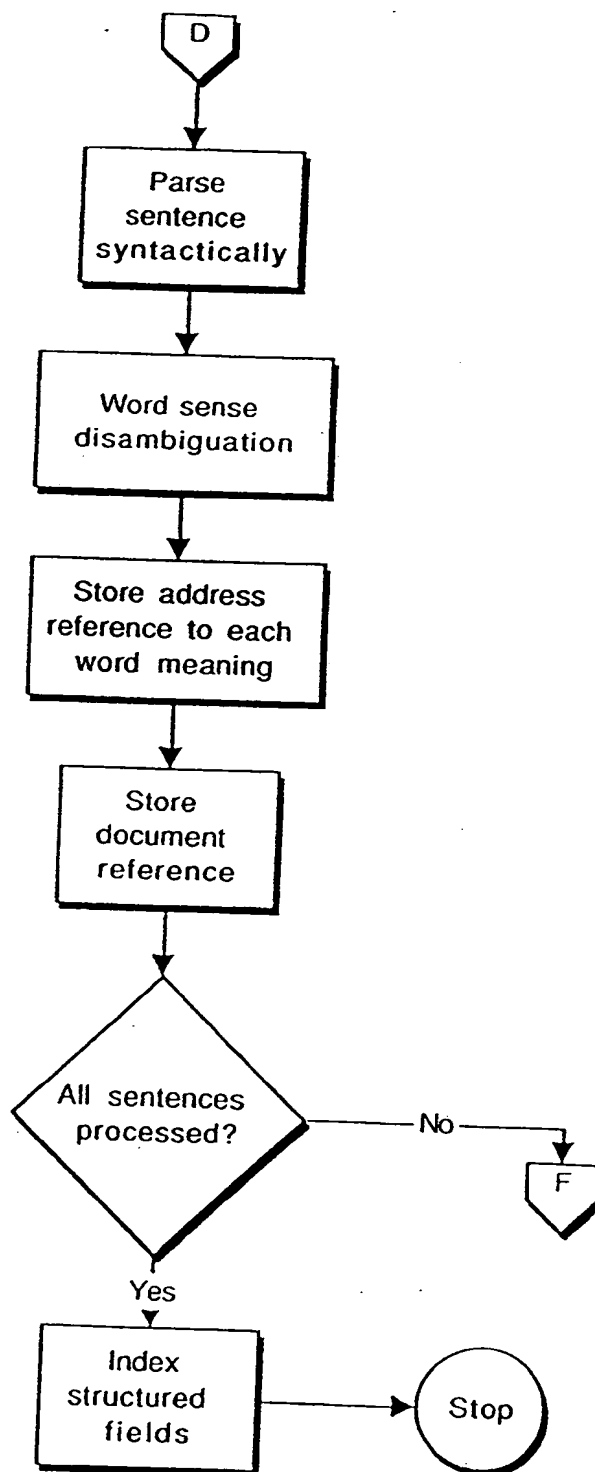 D
Parse
sentence
syntactically
Word sense
disambiguation
Store address
reference to each
word meaning
Store
document
reference
All sentences
processed?
No
F
Yes
Index
structured
fields
Stop